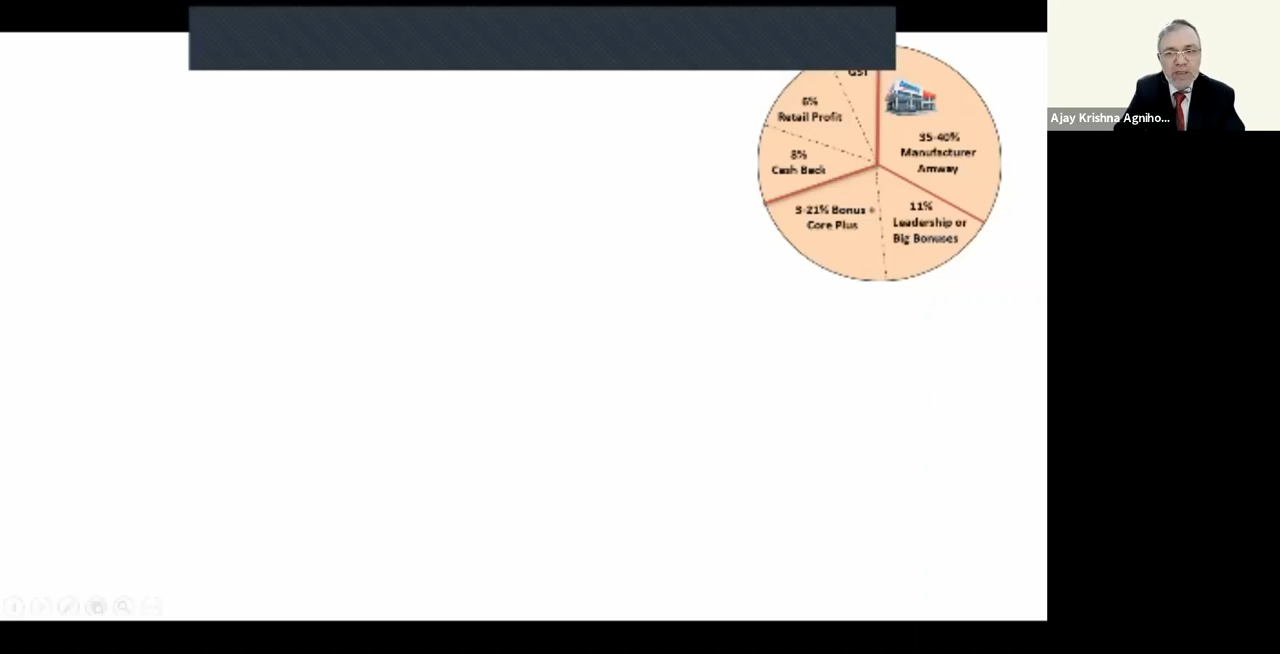 GST
6%
Retail Profit
8%
Cash Back
35-40%
Manufacturer
Amway
3-21% Bonus +
Core Plus
11%
Leadership or
Big Bonuses
Ajay Krishna Agniho...